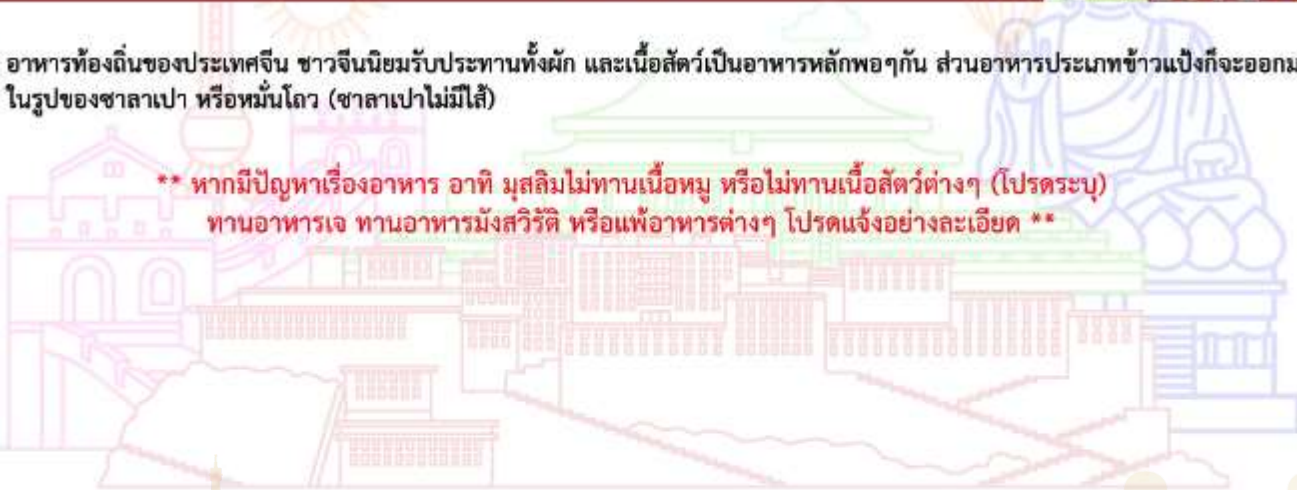 อาหารท้องถิ่นของประเทศจีน ชาวจีนนิยมรับประทานทั้งผัก และเนื้อสัตว์เป็นอาหารหลักพอๆกัน ส่วนอาหารประเภทข้าวแป้งก็จะออกม
ในรูปของซาลาเปา หรือหมั่นโถว (ซาลาเปาไม่มีไส้)
** หากมีปัญหาเรื่องอาหาร อาทิ มุสลิมไม่ทานเนื้อหมู หรือไม่ทานเนื้อสัตว์ต่างๆ (โปรดระบุ)
ทานอาหารเจ ทานอาหารมังสวิรัติ หรือแพ้อาหารต่างๆ โปรดแจ้งอย่างละเอียด **